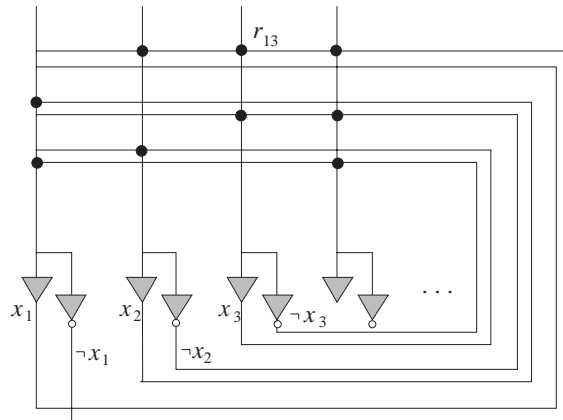 r₁₃
x₁ x₂ x₃ ¬x₃ ...
¬x₁ ¬x₂